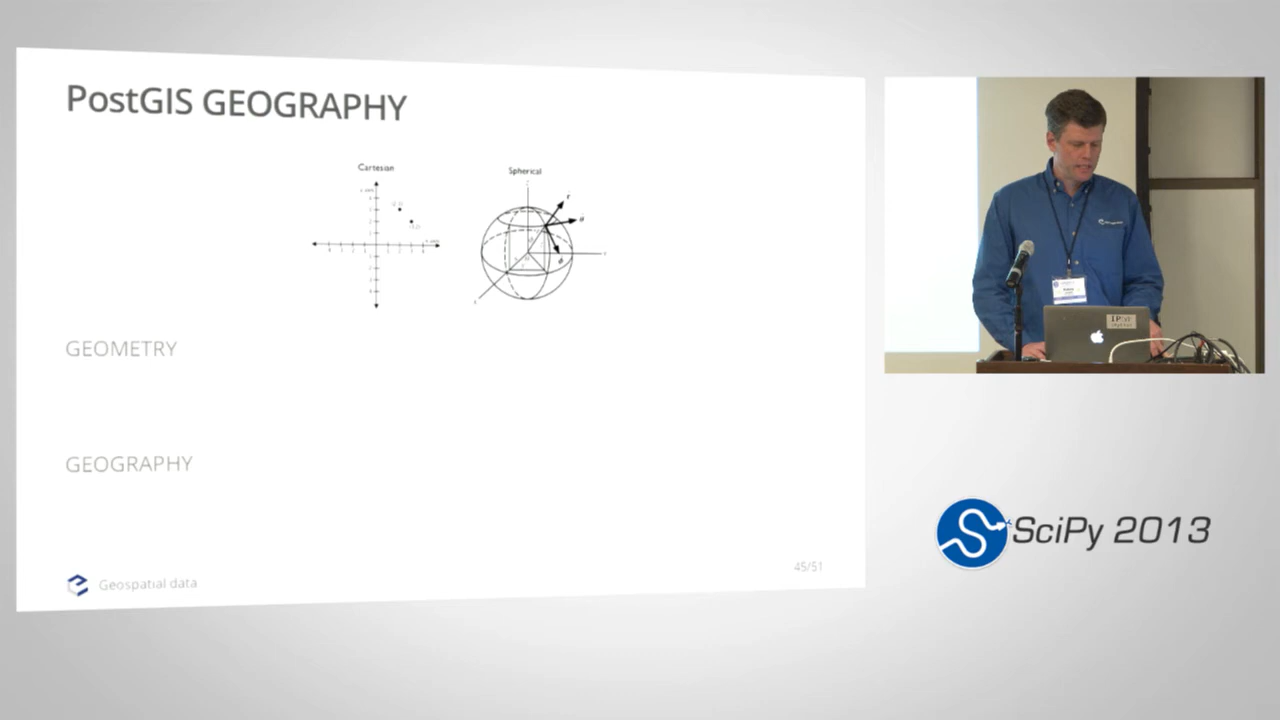 PostGIS GEOGRAPHY
Cartesian
Spherical
GEOMETRY
GEOGRAPHY
45/51
Geospatial data
SciPy 2013